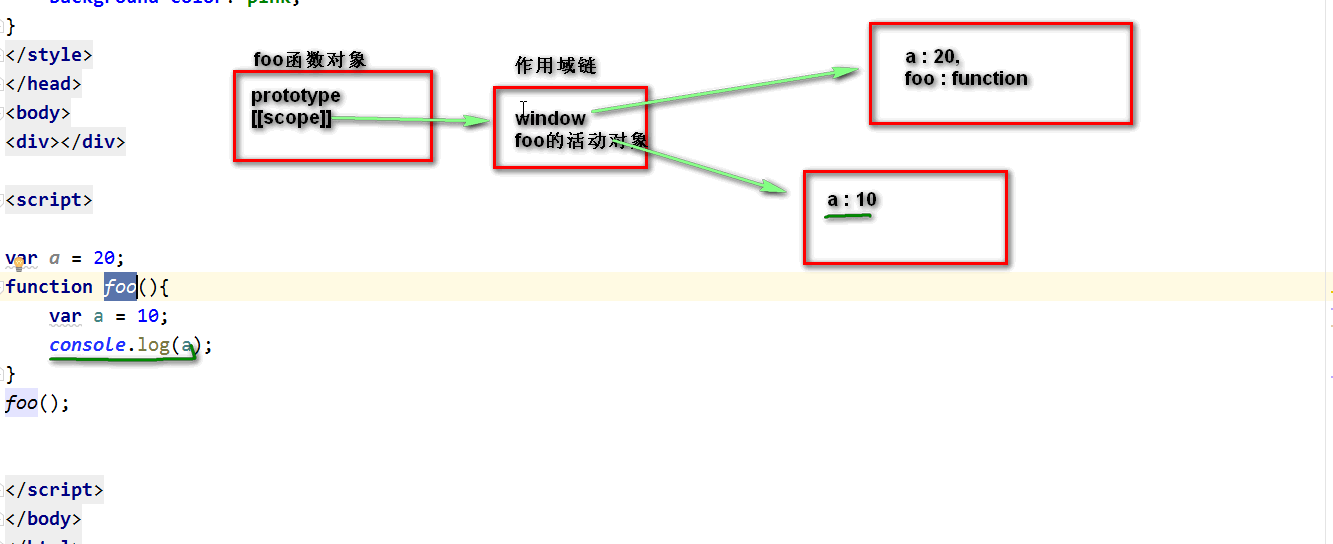 background-color: pink;
}
</style>
</head>
<body>
<div></div>
<script>
var a = 20;
function foo(){
var a = 10;
console.log(a);
}
foo();
</script>
</body>
foo函数对象
prototype
[[scope]]
作用域链
window
foo的活动对象
a : 20,
foo : function
a : 10